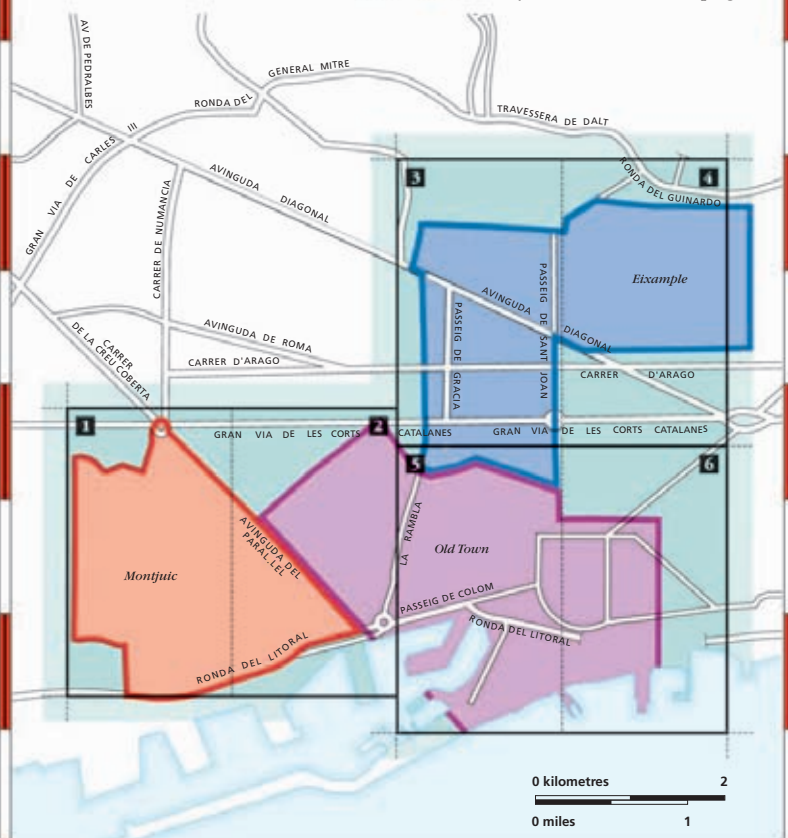 AV DE PEDRALBES
GENERAL MITRE
RONDA DEL
TRAVESSERA DE DALT
GRAN VIA DE CARLES III
3
4
RONDA DEL GUINARDO
AVINGUDA DIAGONAL
CARRER DE NUMANCIA
Eixample
PASSEIG DE SANT JOAN
AVINGUDA DIAGONAL
PASSEIG DE GRACIA
AVINGUDA DE ROMA
CARRER DE LA CREU COBERTA
CARRER D'ARAGO
CARRER D'ARAGO
1
2
GRAN VIA DE LES CORTS CATALANES
GRAN VIA DE LES CORTS CATALANES
5
6
LA RAMBLA
AVINGUDA DEL PARAL.LEL
Old Town
Montjuic
PASSEIG DE COLOM
RONDA DEL LITORAL
RONDA DEL LITORAL
0 kilometres 2
0 miles 1